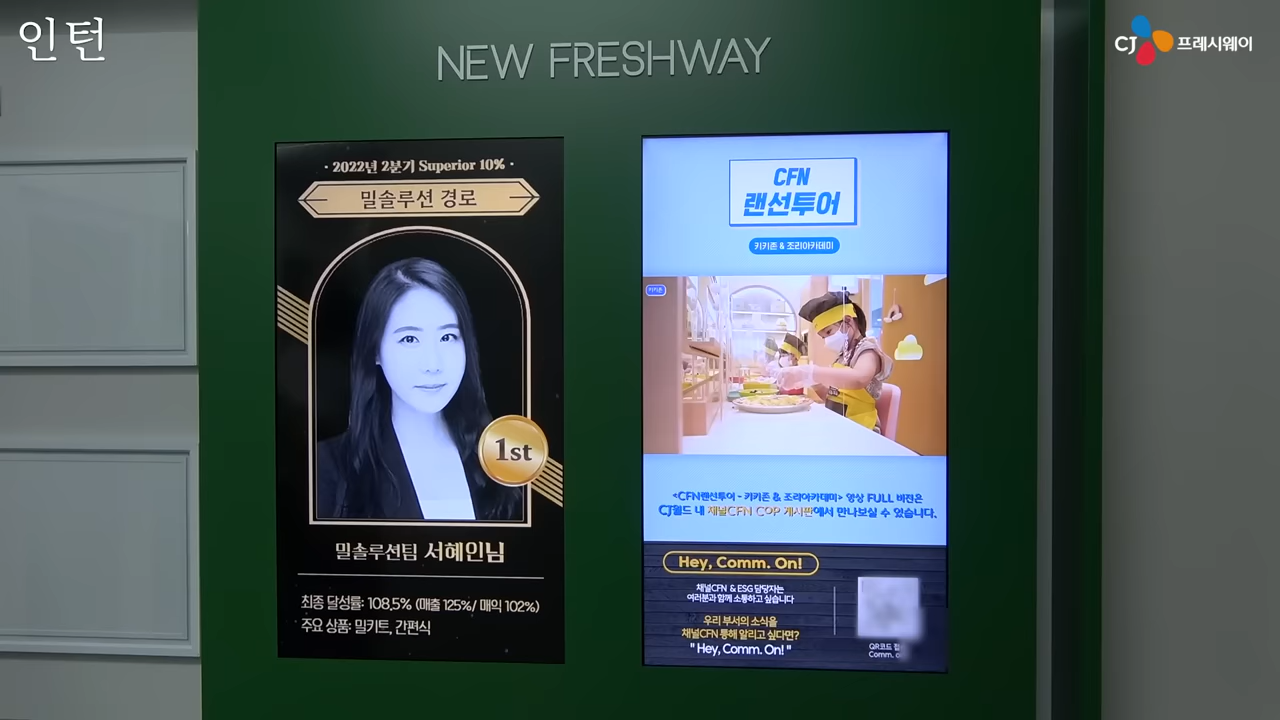 인턴
CJ 프레시웨이
NEW FRESHWAY
· 2022년 2분기 Superior 10% ·
밀솔루션 경로
1st
밀솔루션팀 서혜인님
최종 달성률: 108.5% (매출 125%/ 매익 102%)
주요 상품: 밀키트, 간편식
CFN
랜선투어
키키존 & 조리아카데미
키키존
<CFN랜선투어 - 키키존 & 조리아카데미> 영상 FULL 버전은
CJ월드 내 채널CFN COP 게시판에서 만나보실 수 있습니다.
Hey, Comm. On!
채널CFN & ESG 담당자는
여러분과 함께 소통하고 싶습니다
우리 부서의 소식을
채널CFN 통해 알리고 싶다면?
"Hey, Comm. On!"
QR코드
Comm.